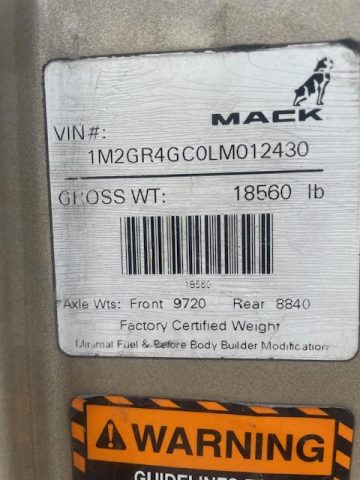 MACK
VIN#:
1M2GR4GC0LM012430
GROSS WT: 18560 lb
18560
Axle Wts: Front 9720 Rear 8840
Factory Certified Weight
Minimal Fuel & Before Body Builder Modification
WARNING
GUIDELINES